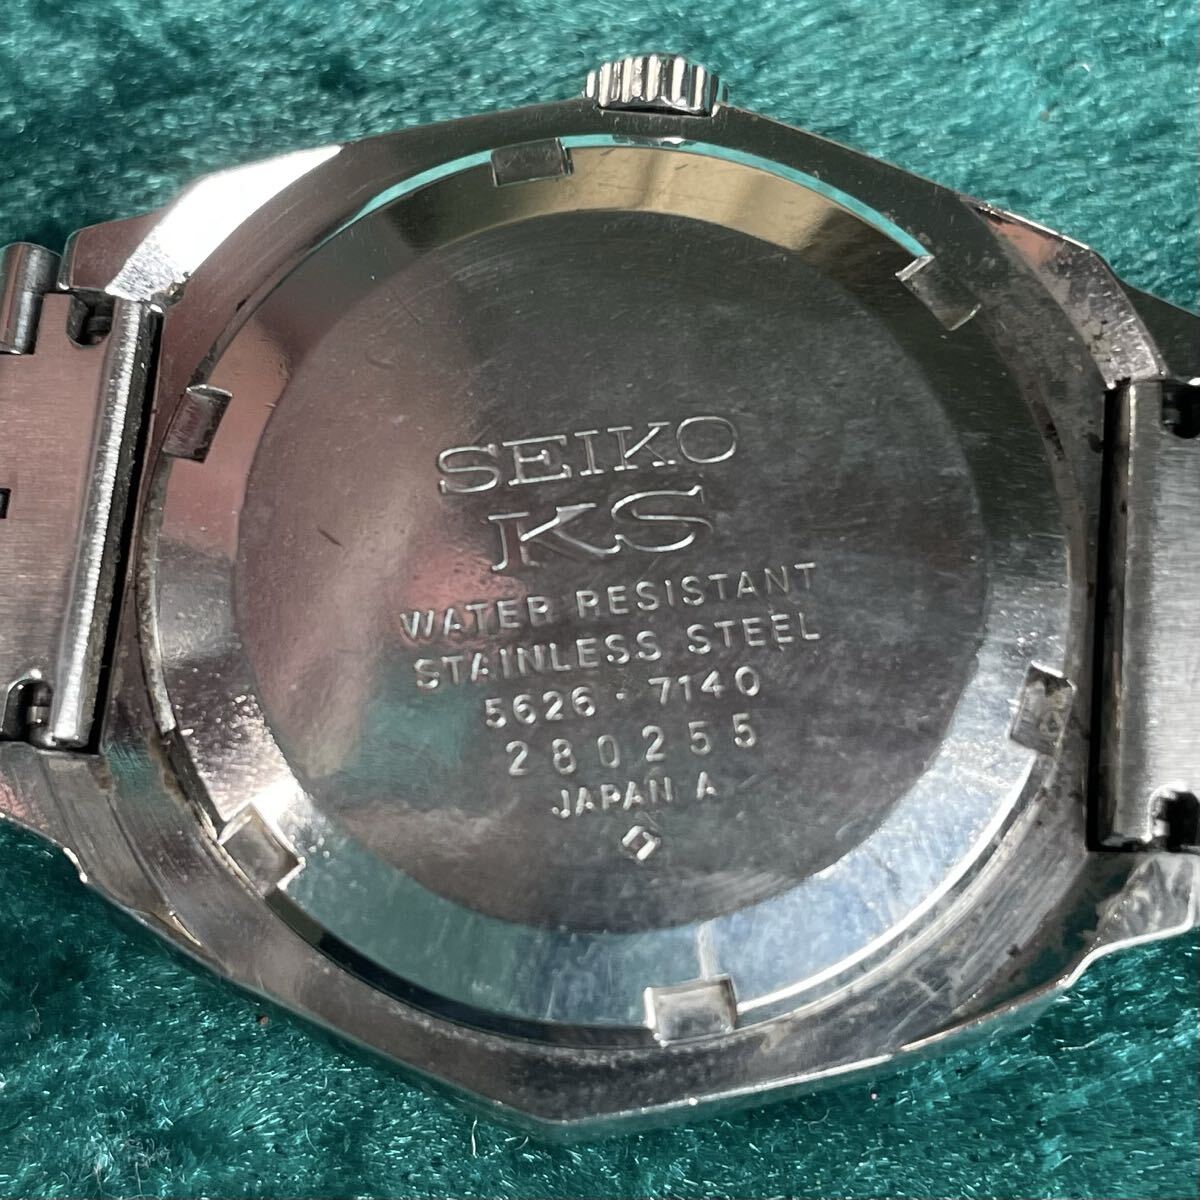 SEIKO
KS
WATER RESISTANT
STAINLESS STEEL
5626-7140
280255
JAPAN A